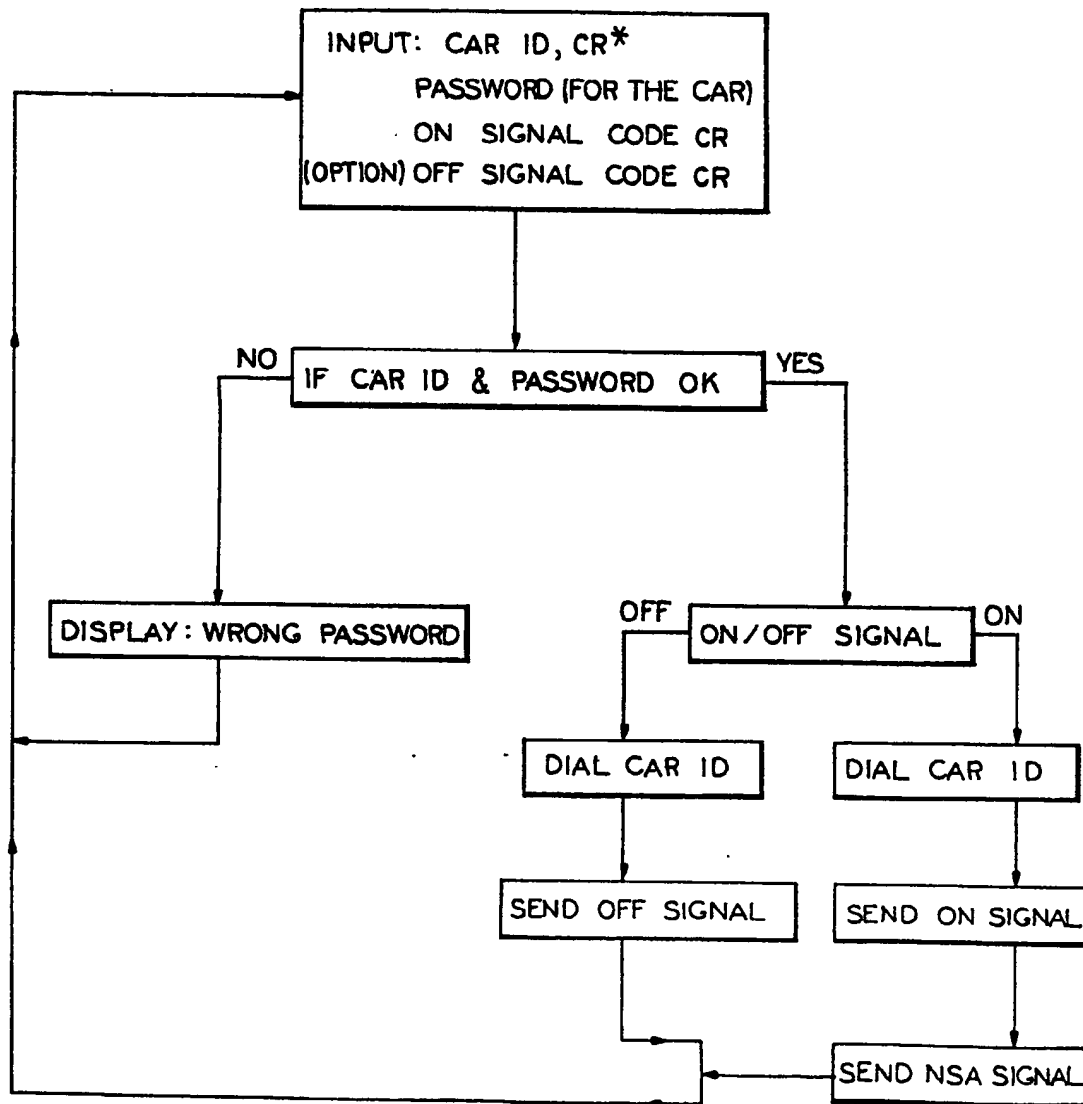 INPUT: CAR ID, CR*
PASSWORD (FOR THE CAR)
ON SIGNAL CODE CR
(OPTION) OFF SIGNAL CODE CR
NO
IF CAR ID & PASSWORD OK
YES
DISPLAY: WRONG PASSWORD
OFF
ON/OFF SIGNAL
ON
DIAL CAR ID
DIAL CAR ID
SEND OFF SIGNAL
SEND ON SIGNAL
SEND NSA SIGNAL